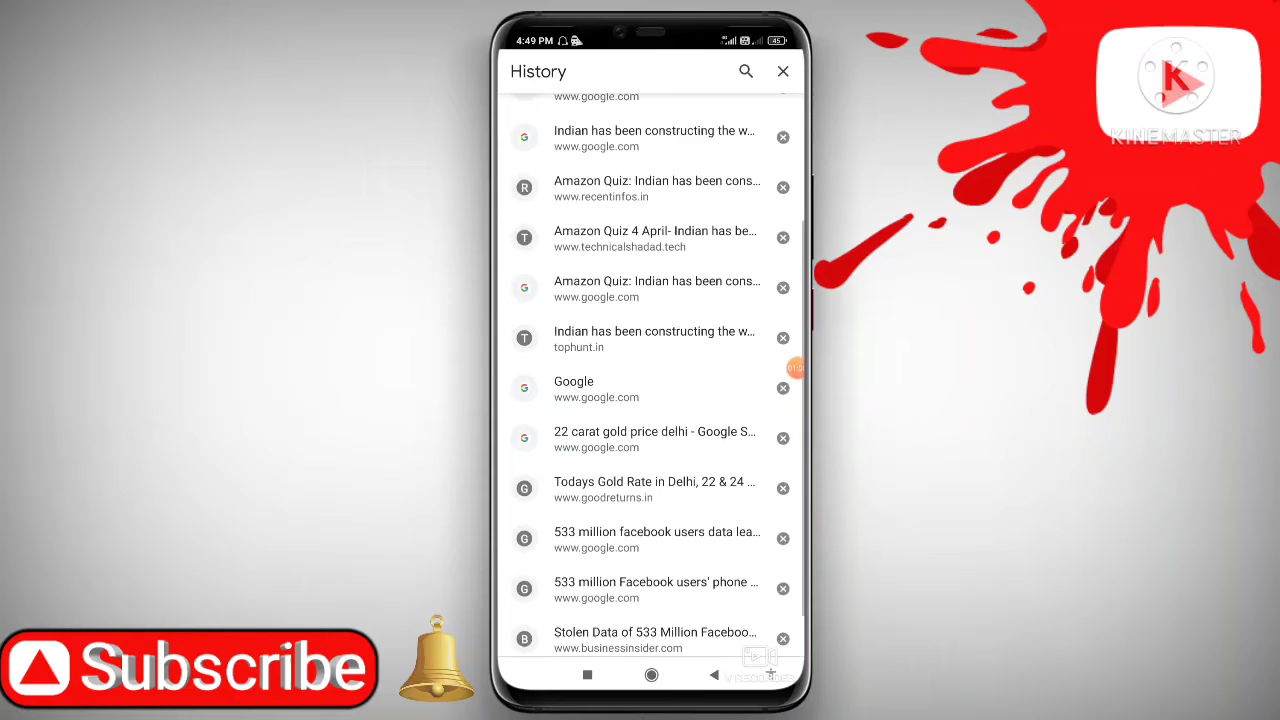 4:49 PM
45
History
www.google.com
Indian has been constructing the w...
www.google.com
R
Amazon Quiz: Indian has been cons...
www.recentinfos.in
T
Amazon Quiz 4 April- Indian has be...
www.technicalshadad.tech
Amazon Quiz: Indian has been cons...
www.google.com
T
Indian has been constructing the w...
tophunt.in
Google
www.google.com
22 carat gold price delhi - Google S...
www.google.com
G
Todays Gold Rate in Delhi, 22 & 24 ...
www.goodreturns.in
G
533 million facebook users data lea...
www.google.com
G
533 million Facebook users' phone ...
www.google.com
B
Stolen Data of 533 Million Faceboo...
www.businessinsider.com
V RECORDER
K
KINEMASTER
Subscribe